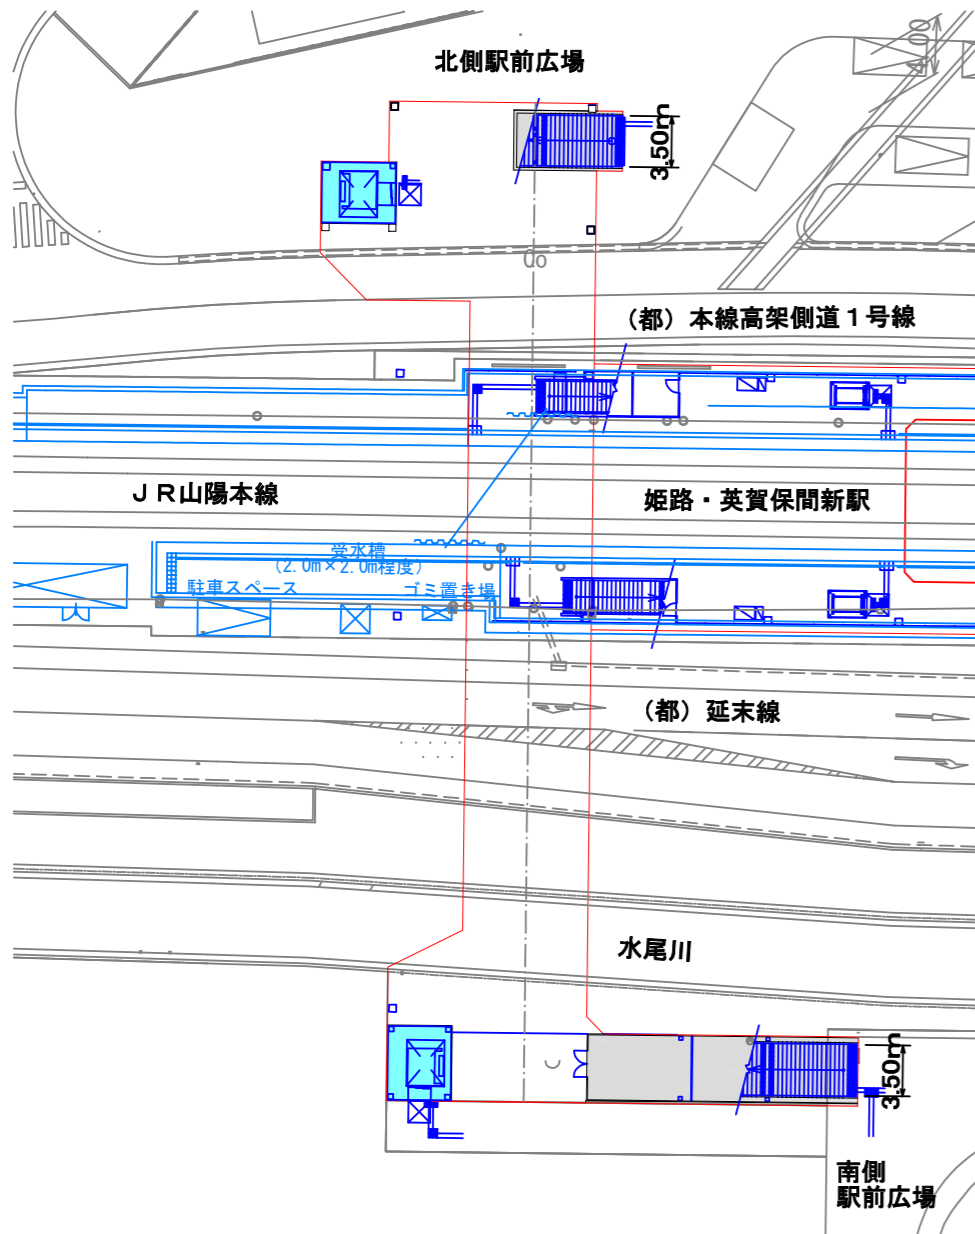 北側駅前広場
3.50m
00
Co
（都）本線高架側道１号線
ＪＲ山陽本線
姫路・英賀保間新駅
受水槽
（2.0m×2.0m程度）
駐車スペース
ゴミ置き場
（都）延末線
水尾川
3.50m
南側
駅前広場